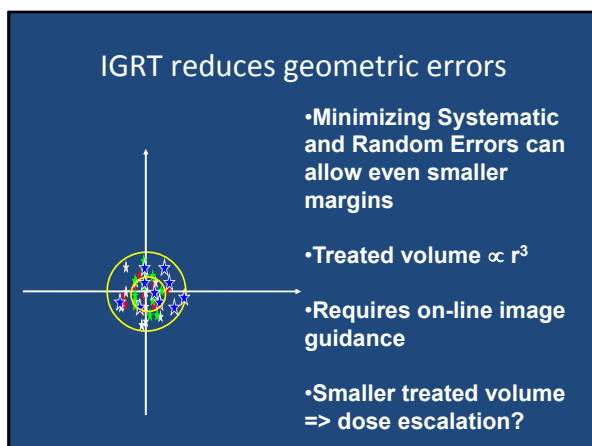 IGRT reduces geometric errors
•Minimizing Systematic
and Random Errors can
allow even smaller
margins
•Treated volume ∝ r³
•Requires on-line image
guidance
•Smaller treated volume
=> dose escalation?